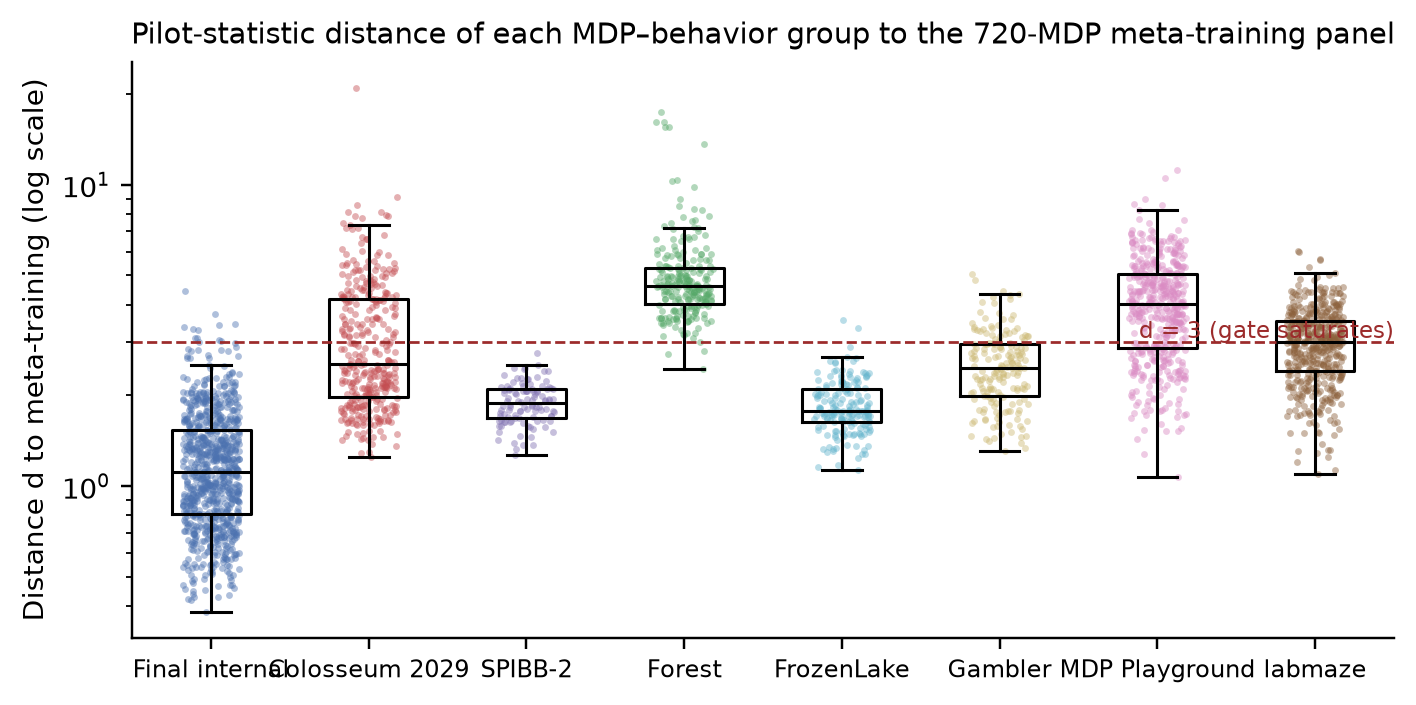 Pilot-statistic distance of each MDP–behavior group to the 720-MDP meta-training panel
Distance d to meta-training (log scale)
10¹
10⁰
d = 3 (gate saturates)
Final internal
Colosseum 2029
SPIBB-2
Forest
FrozenLake
Gambler
MDP Playground
labmaze